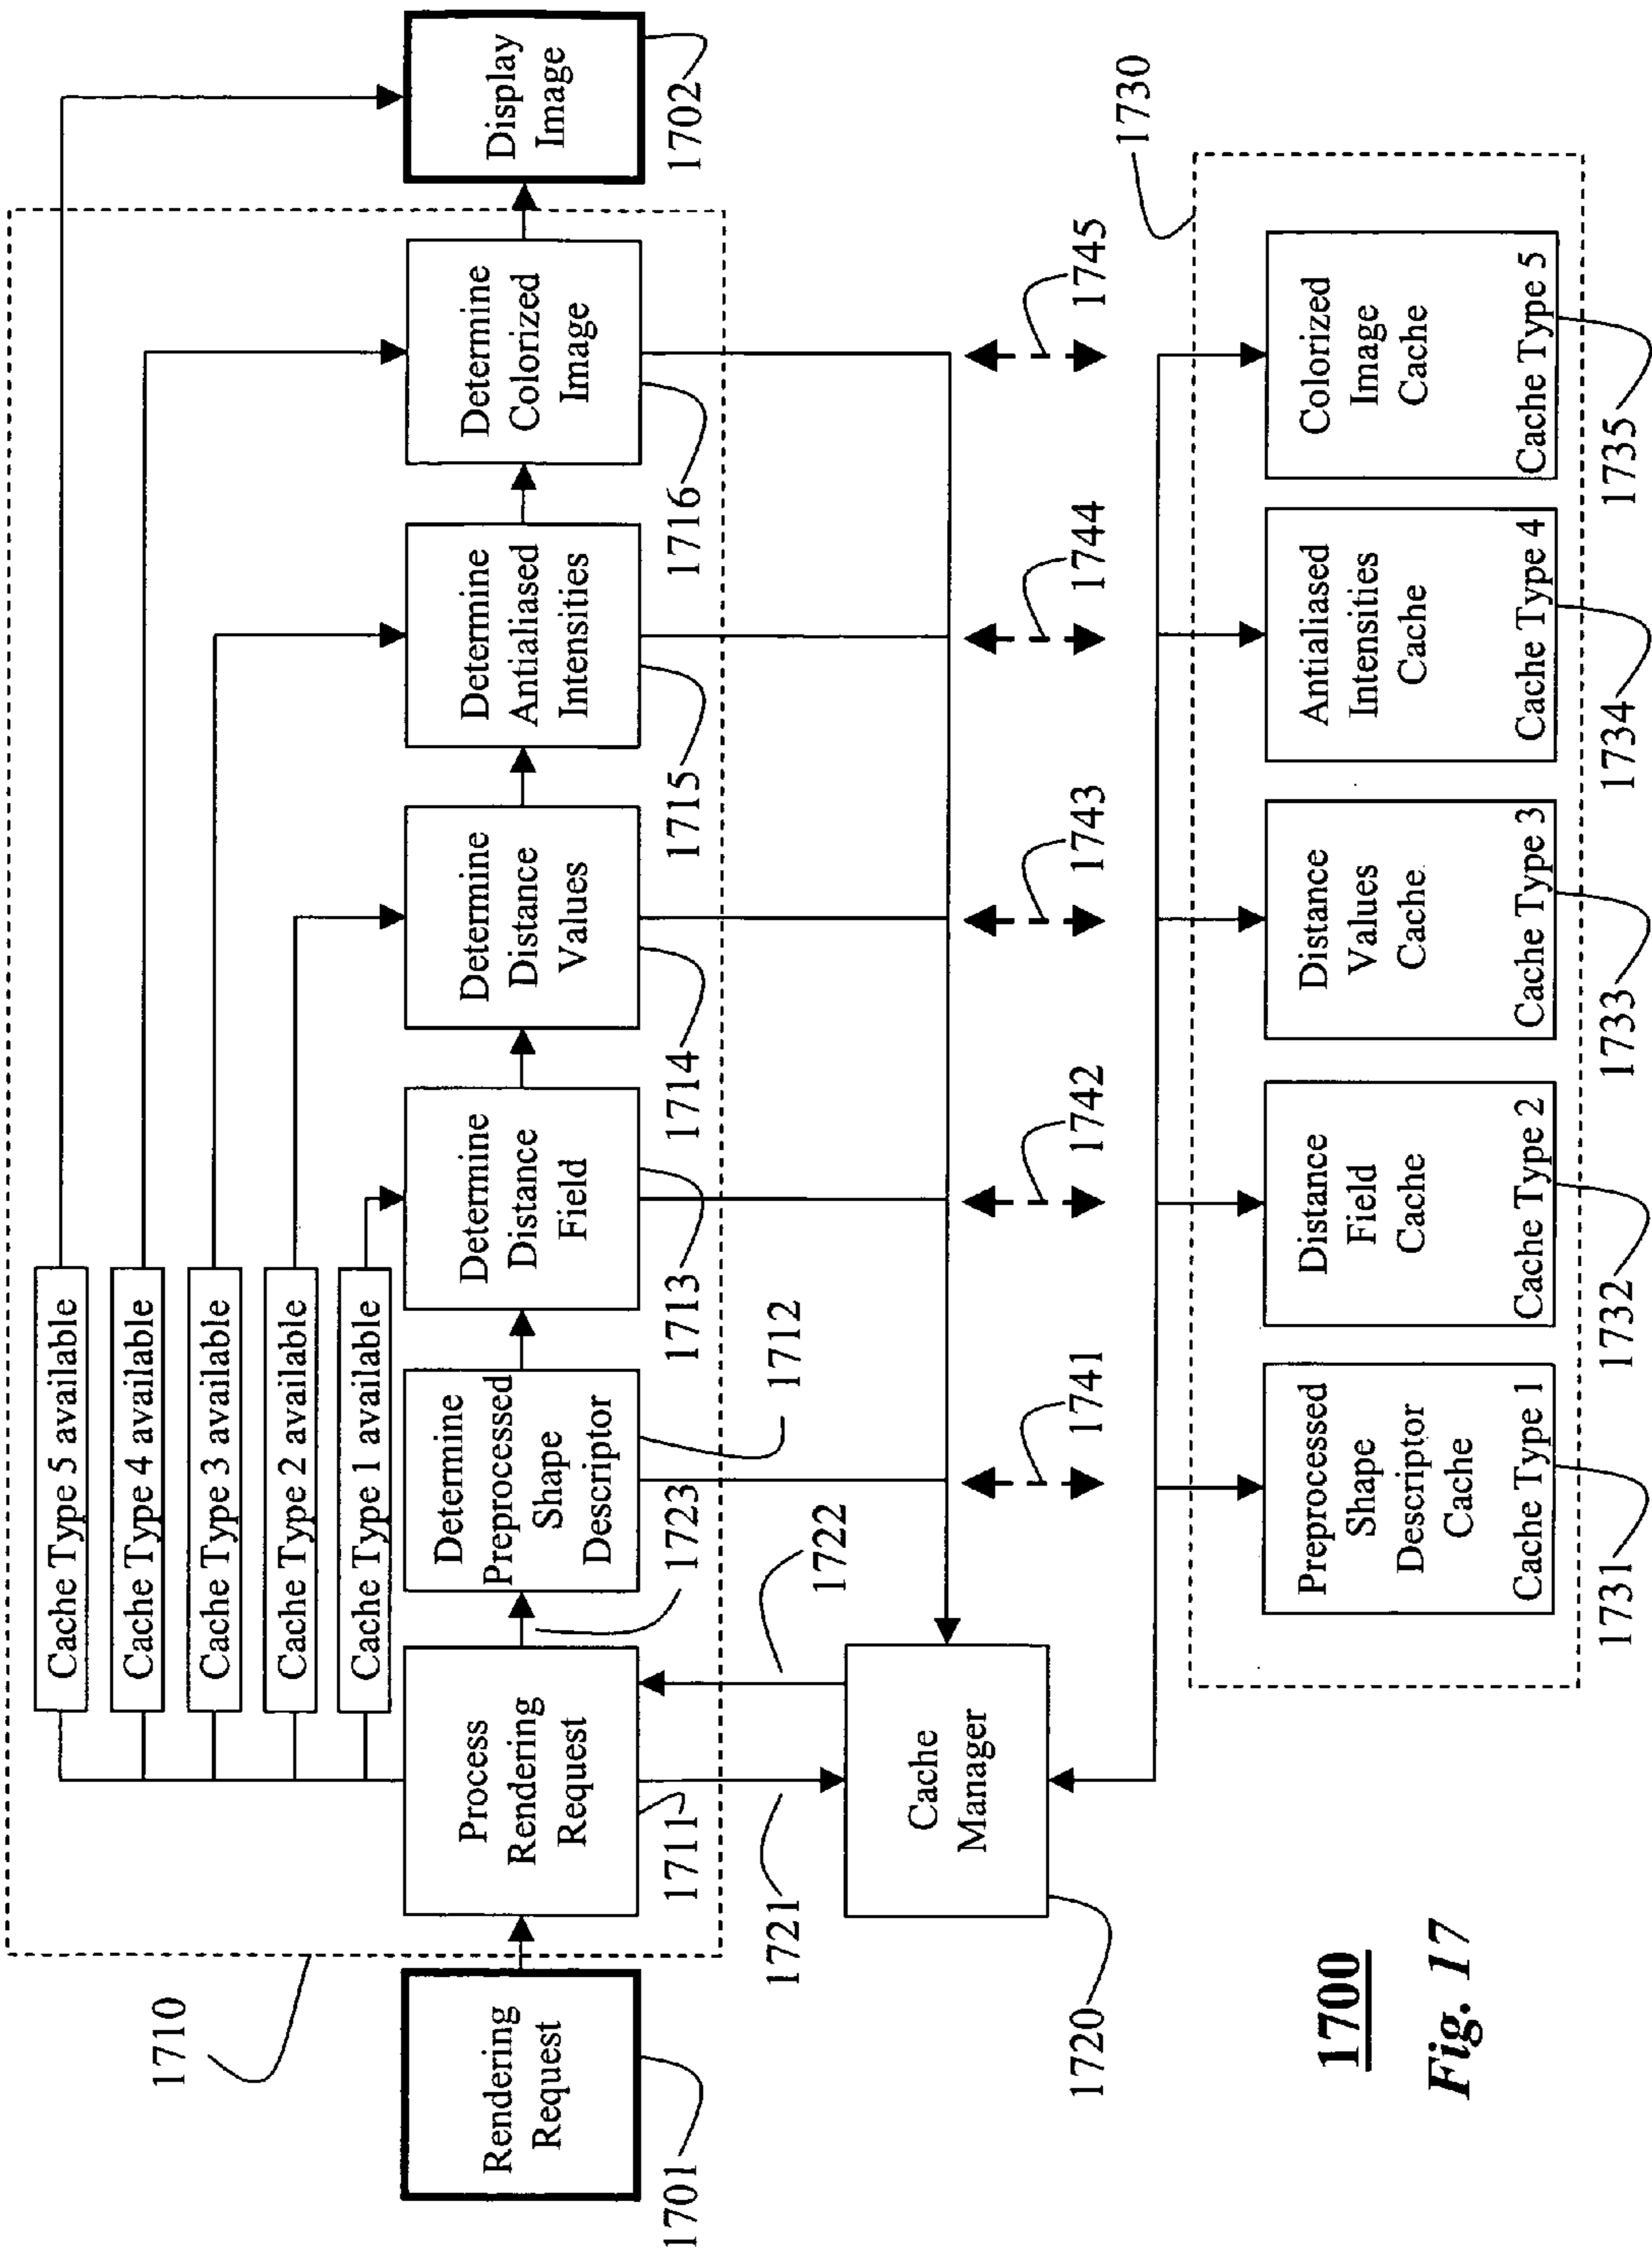 1710
Cache Type 5 available
Cache Type 4 available
Cache Type 3 available
Cache Type 2 available
Cache Type 1 available
Rendering
Request
1701
Process
Rendering
Request
1711
1723
Determine
Preprocessed
Shape
Descriptor
1712
Determine
Distance
Field
1713
Determine
Distance
Values
1714
Determine
Antialiased
Intensities
1715
Determine
Colorized
Image
1716
Display
Image
1702
1721
1722
Cache
Manager
1720
1741
1742
1743
1744
1745
1730
Preprocessed
Shape
Descriptor
Cache
Cache Type 1
1731
Distance
Field
Cache
Cache Type 2
1732
Distance
Values
Cache
Cache Type 3
1733
Antialiased
Intensities
Cache
Cache Type 4
1734
Colorized
Image
Cache
Cache Type 5
1735
1700
Fig. 17